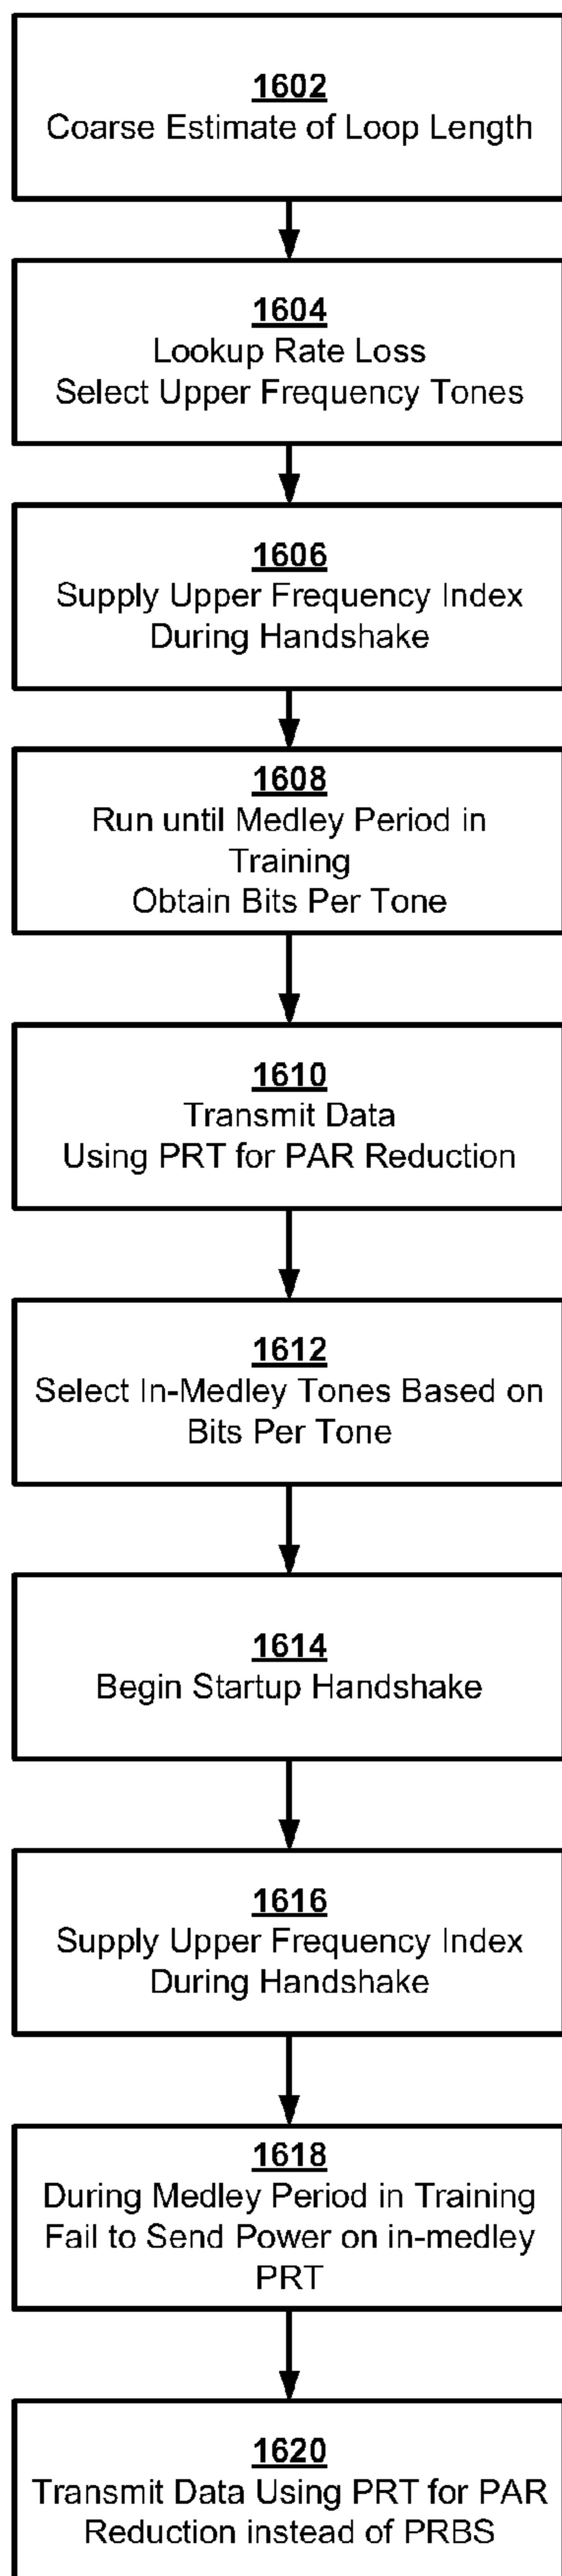 1602
Coarse Estimate of Loop Length
1604
Lookup Rate Loss
Select Upper Frequency Tones
1606
Supply Upper Frequency Index
During Handshake
1608
Run until Medley Period in
Training
Obtain Bits Per Tone
1610
Transmit Data
Using PRT for PAR Reduction
1612
Select In-Medley Tones Based on
Bits Per Tone
1614
Begin Startup Handshake
1616
Supply Upper Frequency Index
During Handshake
1618
During Medley Period in Training
Fail to Send Power on in-medley
PRT
1620
Transmit Data Using PRT for PAR
Reduction instead of PRBS